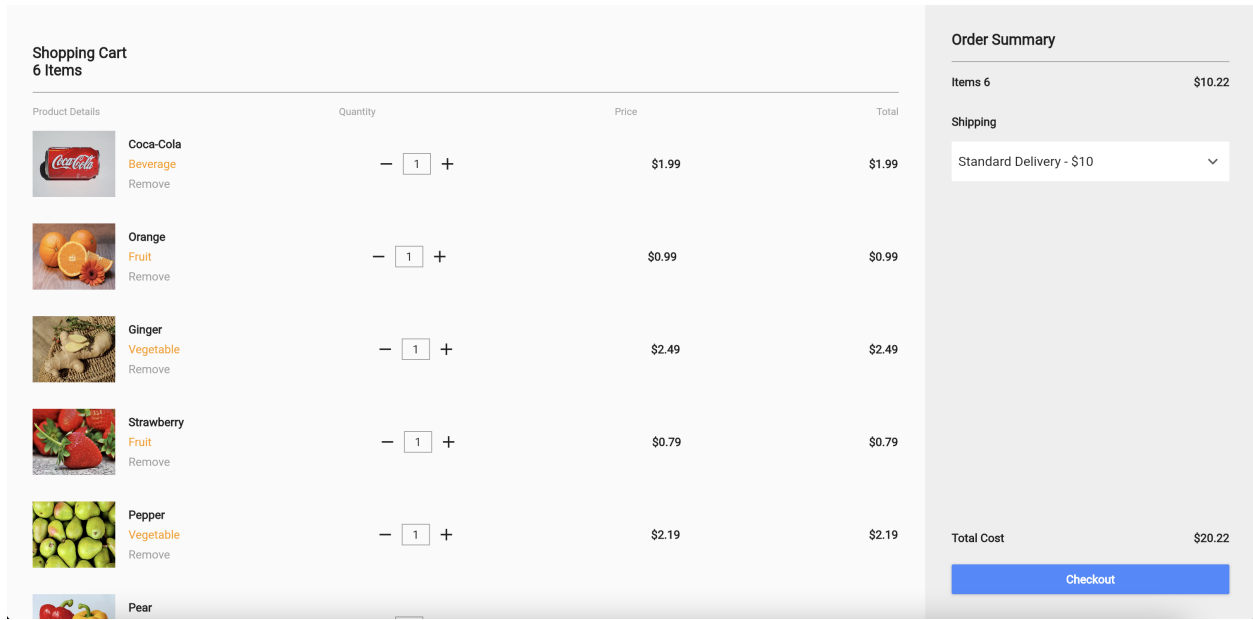 Shopping Cart
6 Items
Product Details Quantity Price Total
Coca-Cola
Coca-Cola
Beverage
Remove
1 $1.99 $1.99
Orange
Fruit
Remove
1 $0.99 $0.99
Ginger
Vegetable
Remove
1 $2.49 $2.49
Strawberry
Fruit
Remove
1 $0.79 $0.79
Pepper
Vegetable
Remove
1 $2.19 $2.19
Pear
Order Summary
Items 6 $10.22
Shipping
Standard Delivery - $10
Total Cost $20.22
Checkout